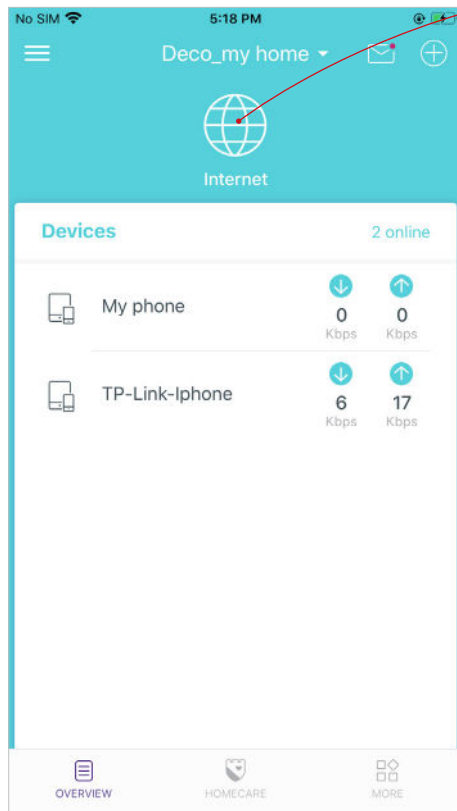 No SIM 5:18 PM
Deco_my home
Internet
Devices 2 online
My phone 0 0
Kbps Kbps
TP-Link-Iphone 6 17
Kbps Kbps
OVERVIEW HOMECARE MORE